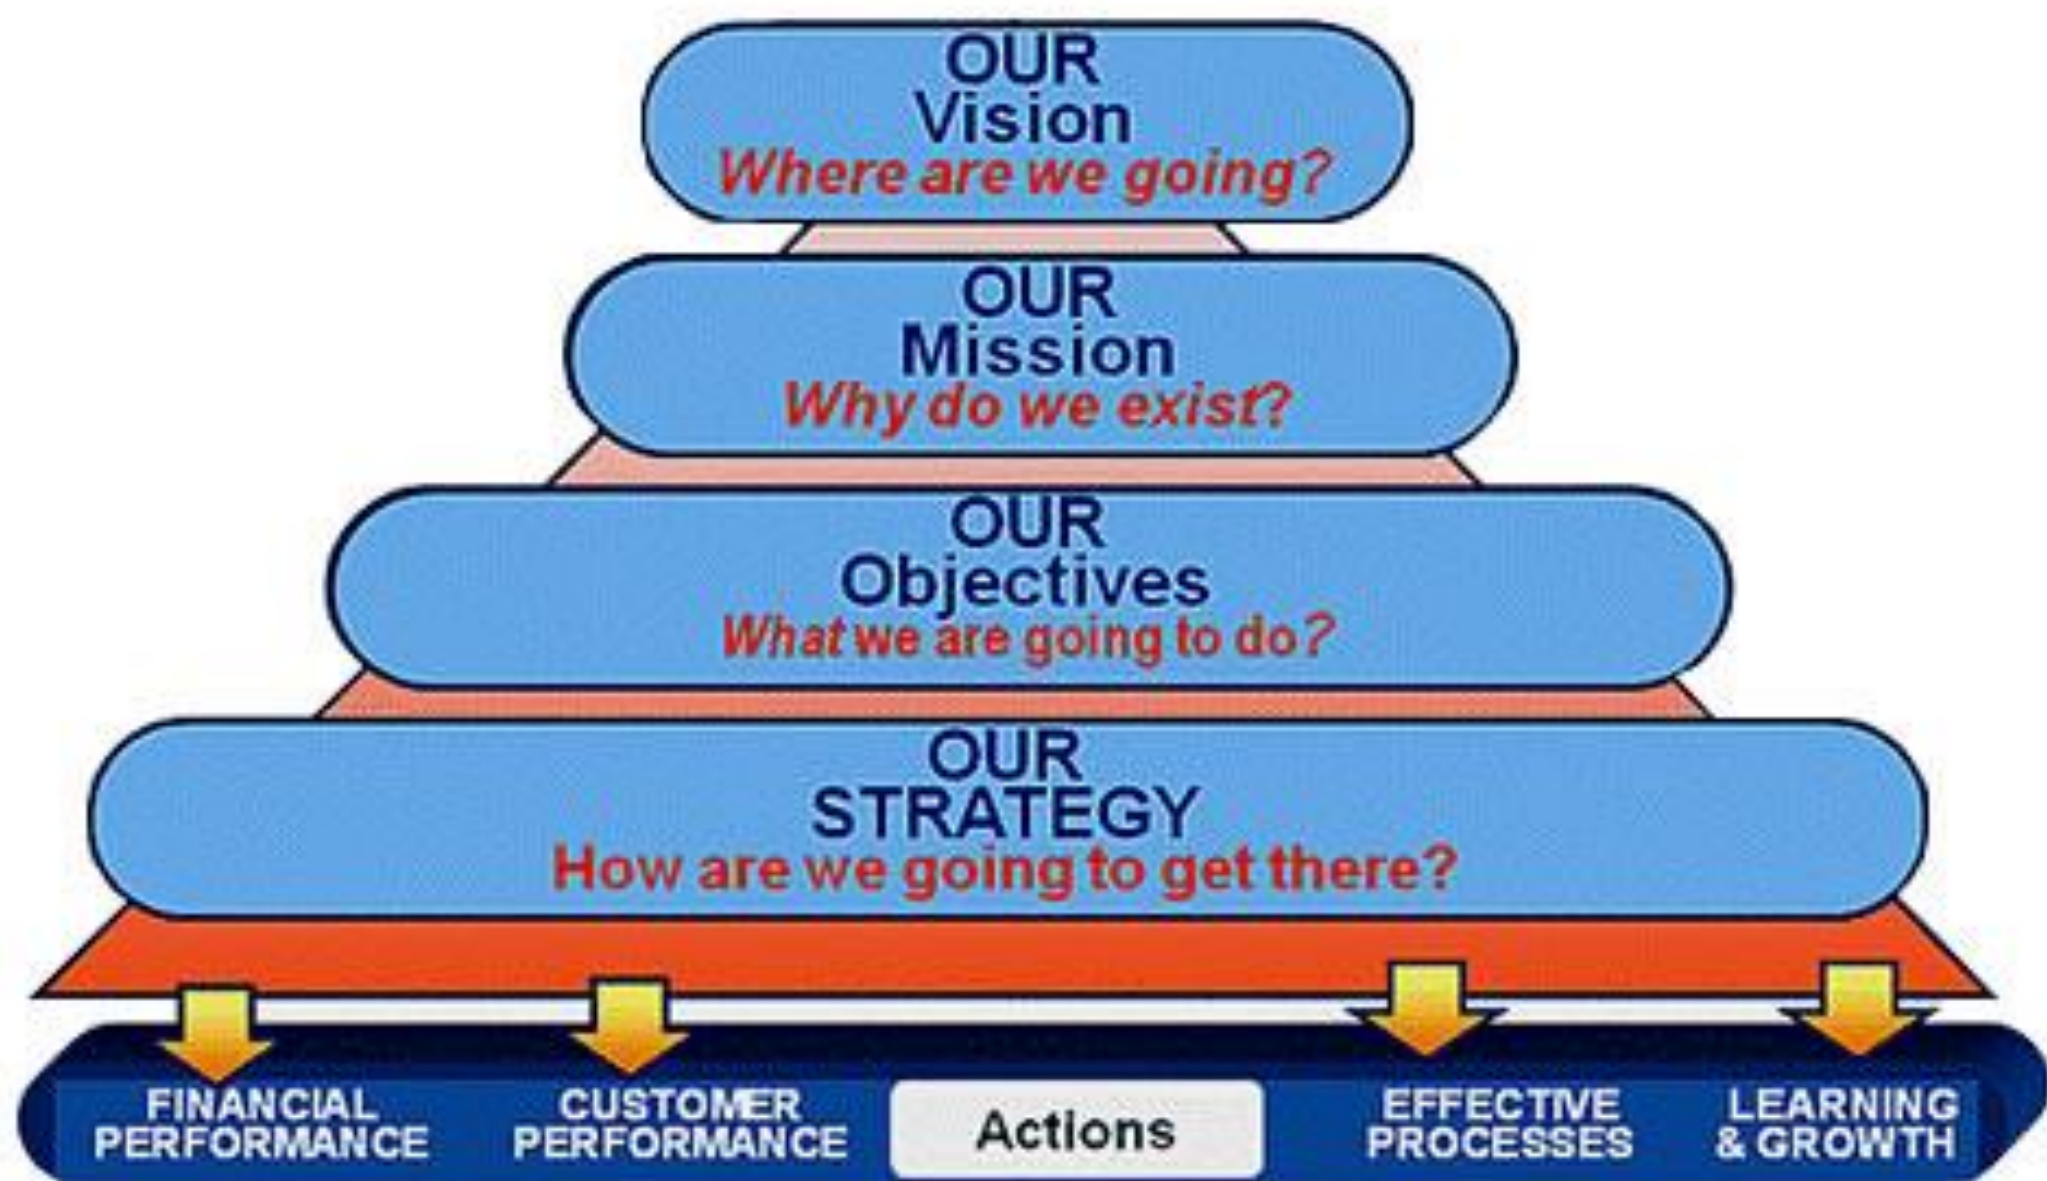 OUR
Vision
Where are we going?
OUR
Mission
Why do we exist?
OUR
Objectives
What we are going to do?
OUR
STRATEGY
How are we going to get there?
FINANCIAL
PERFORMANCE
CUSTOMER
PERFORMANCE
Actions
EFFECTIVE
PROCESSES
LEARNING
& GROWTH